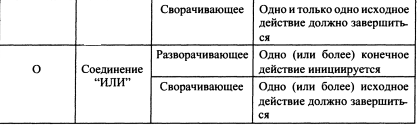 Сворачивающее
Одно и только одно исходное
действие должно завершить-
ся
О
Соединение
“ИЛИ”
Разворачивающее
Одно (или более) конечное
действие инициируется
Сворачивающее
Одно (или более) исходное
действие должно завершить-
ся